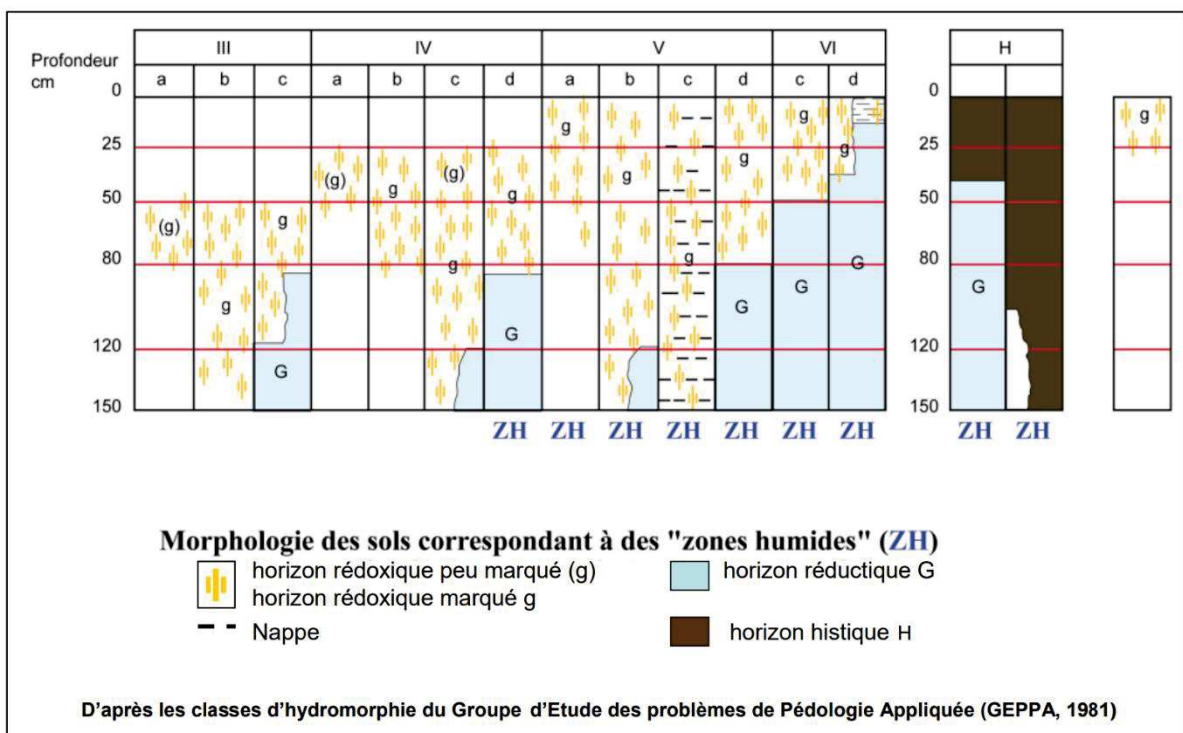 III IV V VI H
Profondeur
cm
a b c a b c d a b c d c d
0 0
g g g
g
(g) g (g) g g g
25 25
50 50
(g) g g
g g
80 80
g G G G G G
120 120
G
150 150
ZH ZH ZH ZH ZH ZH ZH ZH
Morphologie des sols correspondant à des "zones humides" (ZH)
horizon rédoxique peu marqué (g) horizon réductique G
horizon rédoxique marqué g
Nappe horizon histique H
D'après les classes d'hydromorphie du Groupe d'Etude des problèmes de Pédologie Appliquée (GEPPA, 1981)